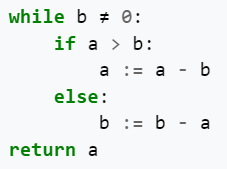 while b ≠ 0:
    if a > b:
        a := a - b
    else:
        b := b - a
return a